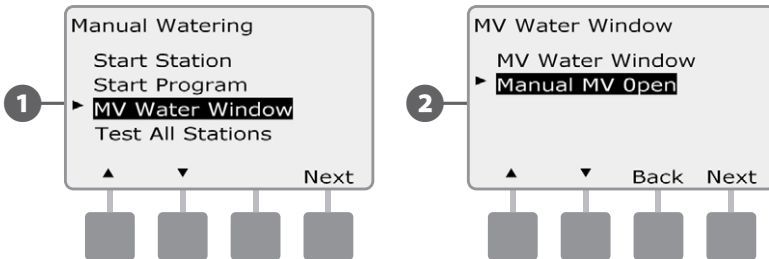 1
Manual Watering
Start Station
Start Program
► MV Water Window
Test All Stations
▲ ▼ Next
2
MV Water Window
MV Water Window
► Manual MV 0pen
▲ ▼ Back Next